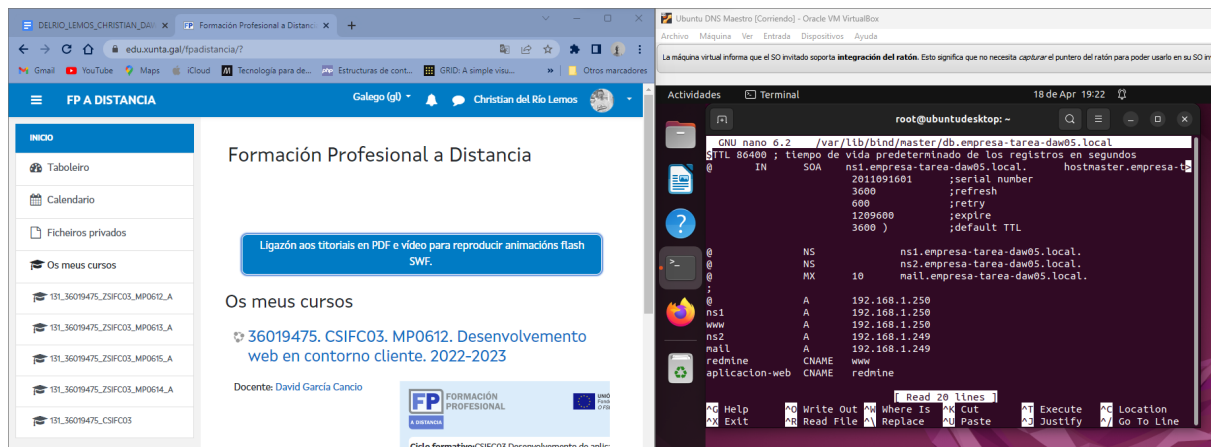 DELRIO_LEMOS_CHRISTIAN_DAW
Formación Profesional a Distanc
edu.xunta.gal/fpadistancia/?
Gmail YouTube Maps iCloud Tecnología para de... Estructuras de cont... GRID: A simple visu... » Otros marcadores
FP A DISTANCIA
Galego (gl) Christian del Río Lemos
INICIO
Taboleiro
Calendario
Ficheiros privados
Os meus cursos
131_36019475_ZSIFC03_MP0612_A
131_36019475_ZSIFC03_MP0613_A
131_36019475_ZSIFC03_MP0615_A
131_36019475_ZSIFC03_MP0614_A
131_36019475_CSIFC03
Formación Profesional a Distancia
Ligazón aos titoriais en PDF e vídeo para reproducir animacións flash
SWF.
Os meus cursos
36019475. CSIFC03. MP0612. Desenvolvemento
web en contorno cliente. 2022-2023
Docente: David García Cancio
FP FORMACIÓN
PROFESIONAL
A DISTANCIA
Ciclo formativo: CSIFC03 Desenvolvemento de aplic
Ubuntu DNS Maestro [Corriendo] - Oracle VM VirtualBox
Archivo Máquina Ver Entrada Dispositivos Ayuda
La máquina virtual informa que el SO invitado soporta integración del ratón. Esto significa que no necesita capturar el puntero del ratón para poder usarlo en su SO inv
Actividades Terminal 18 de Apr 19:22
root@ubuntudesktop: ~
GNU nano 6.2 /var/lib/bind/master/db.empresa-tarea-daw05.local
$TTL 86400 ; tiempo de vida predeterminado de los registros en segundos
@ IN SOA ns1.empresa-tarea-daw05.local. hostmaster.empresa-t>
2011091601 ;serial number
3600 ;refresh
600 ;retry
1209600 ;expire
3600 ) ;default TTL
@ NS ns1.empresa-tarea-daw05.local.
@ NS ns2.empresa-tarea-daw05.local.
@ MX 10 mail.empresa-tarea-daw05.local.
;
@ A 192.168.1.250
ns1 A 192.168.1.250
www A 192.168.1.250
ns2 A 192.168.1.249
mail A 192.168.1.249
redmine CNAME www
aplicacion-web CNAME redmine
[ Read 20 lines ]
^G Help ^O Write Out ^W Where Is ^K Cut ^T Execute ^C Location
^X Exit ^R Read File ^\ Replace ^U Paste ^J Justify ^/ Go To Line